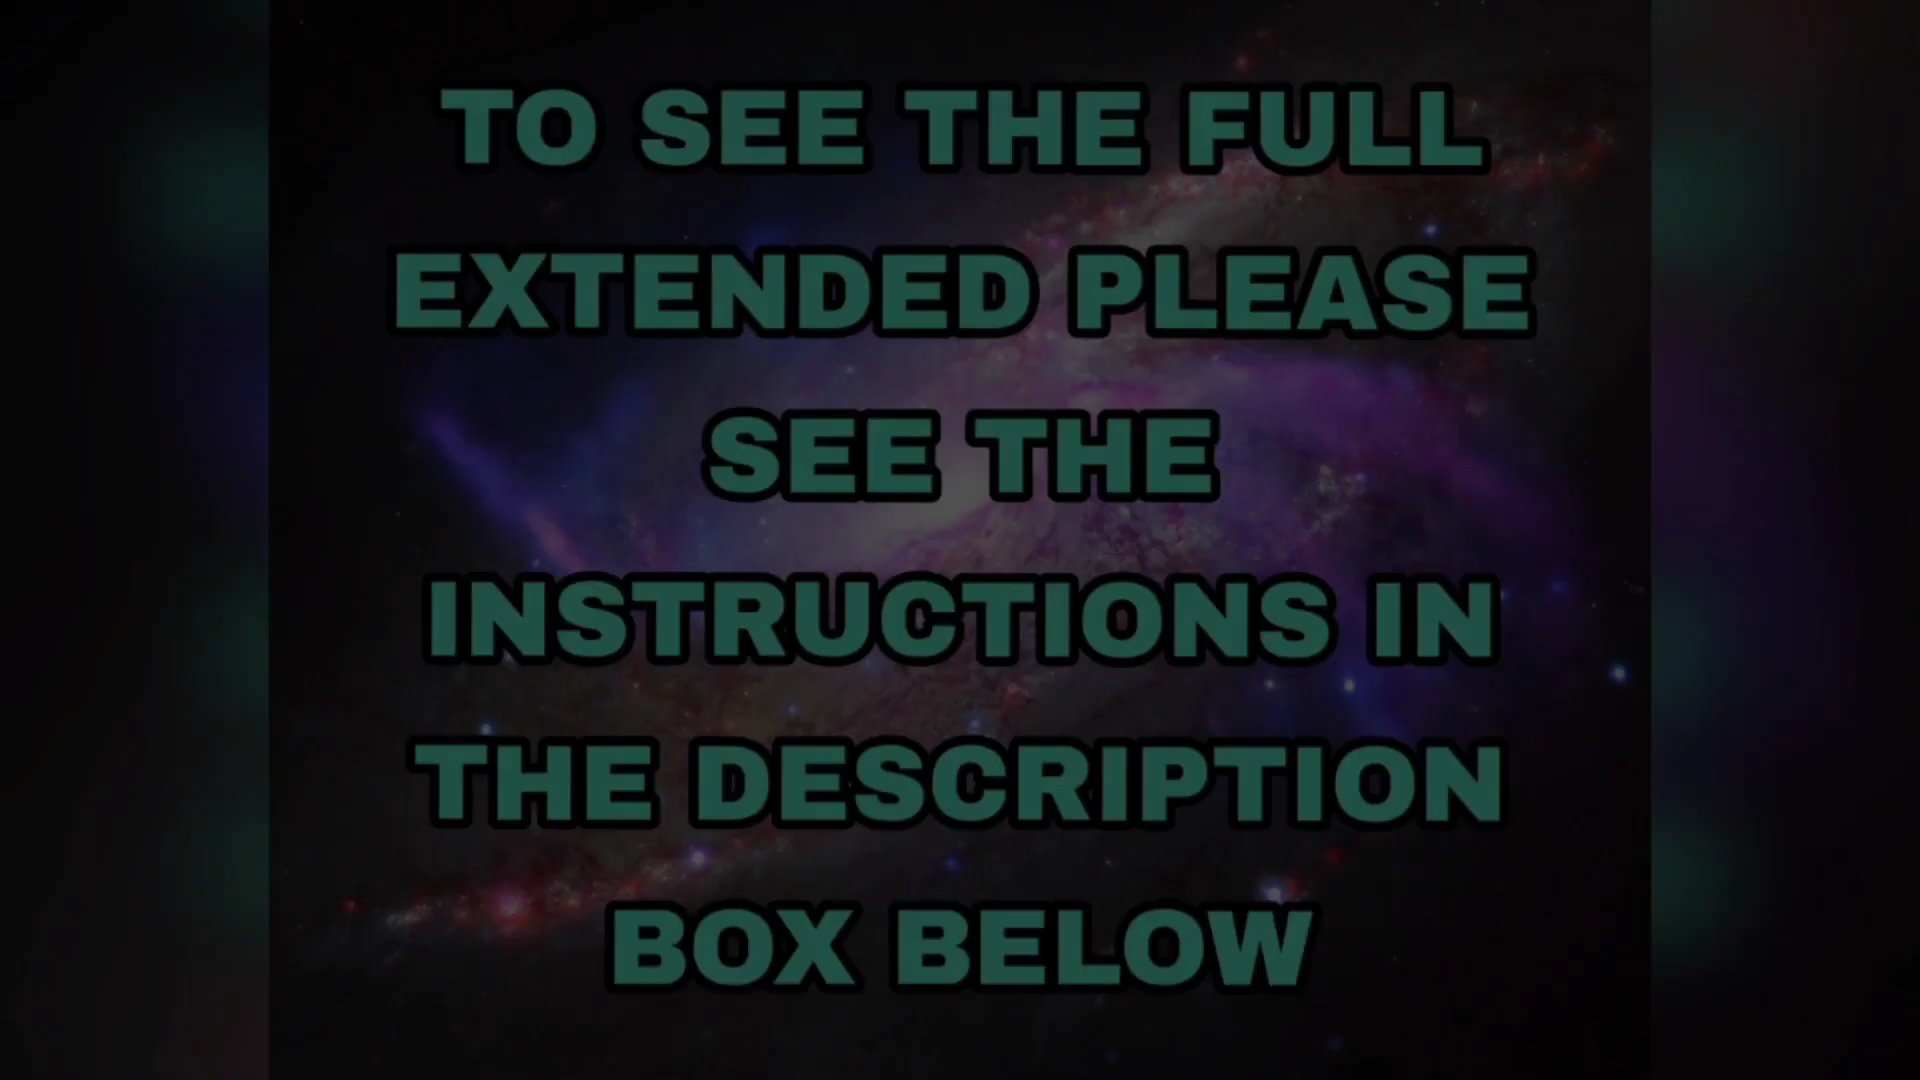 TO SEE THE FULL
EXTENDED PLEASE
SEE THE
INSTRUCTIONS IN
THE DESCRIPTION
BOX BELOW